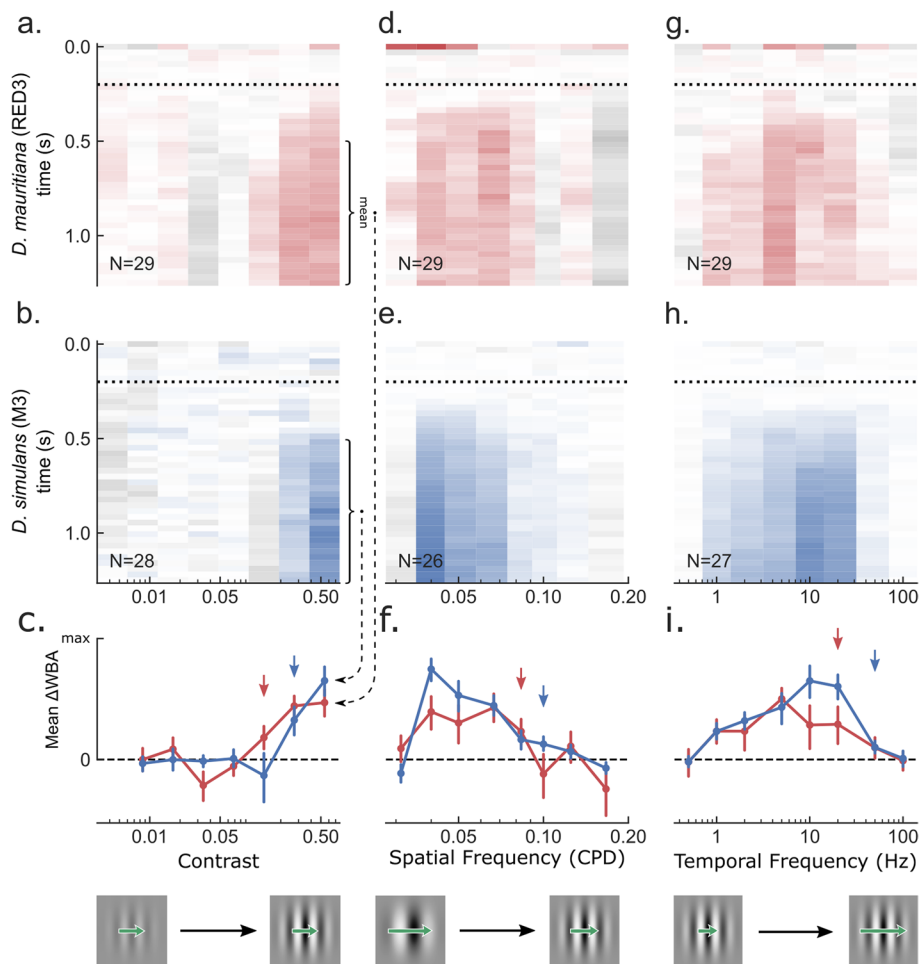 a.
d.
g.
0.0
0.5
1.0
D. mauritiana (RED3)
time (s)
mean
N=29
N=29
N=29
b.
e.
h.
0.0
0.5
1.0
D. simulans (M3)
time (s)
N=28
N=26
N=27
0.01 0.05 0.50
0.05 0.10 0.20
1 10 100
c.
f.
i.
max
0
Mean ΔWBA
0.01 0.05 0.50
0.05 0.10 0.20
1 10 100
Contrast
Spatial Frequency (CPD)
Temporal Frequency (Hz)